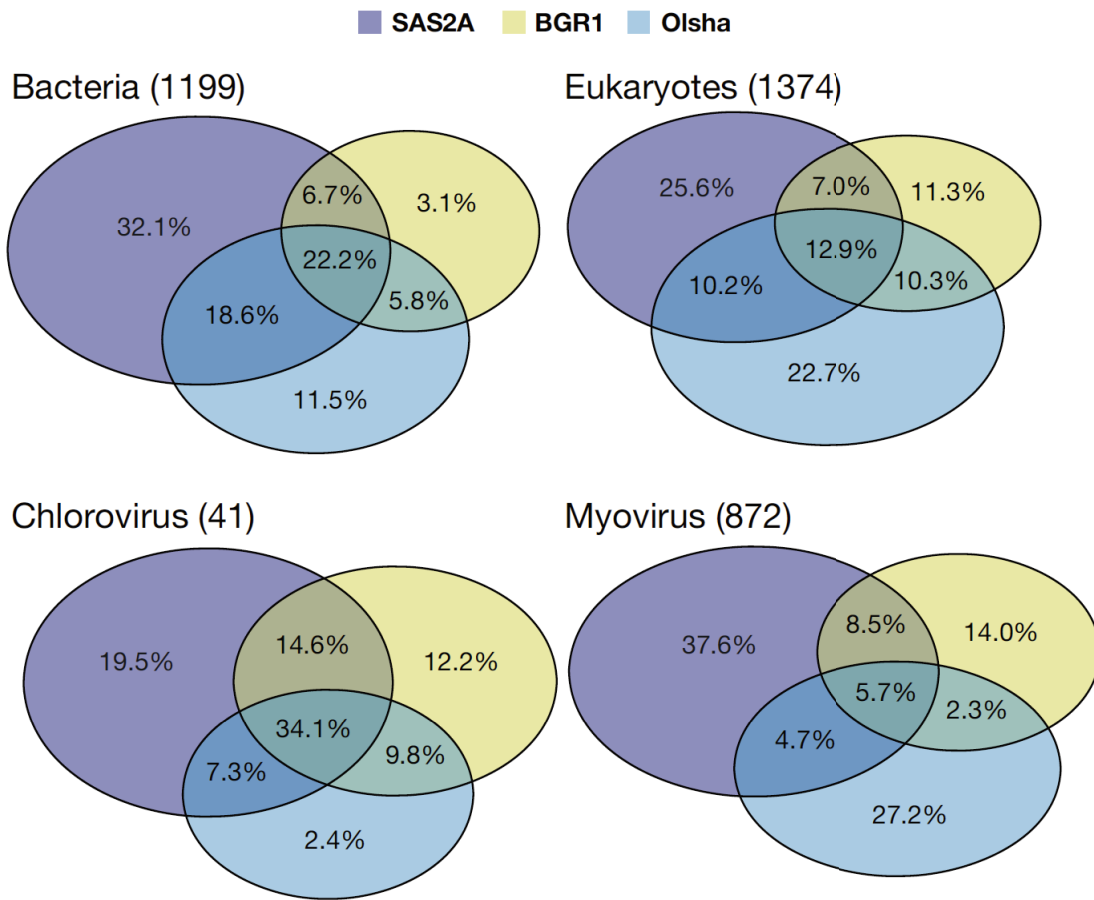 SAS2A BGR1 Olsha
Bacteria (1199)
6.7% 3.1%
32.1%
22.2%
5.8%
18.6%
11.5%
Eukaryotes (1374)
25.6% 7.0% 11.3%
12.9%
10.2% 10.3%
22.7%
Chlorovirus (41)
19.5% 14.6% 12.2%
34.1%
9.8%
7.3%
2.4%
Myovirus (872)
37.6% 8.5% 14.0%
5.7% 2.3%
4.7%
27.2%